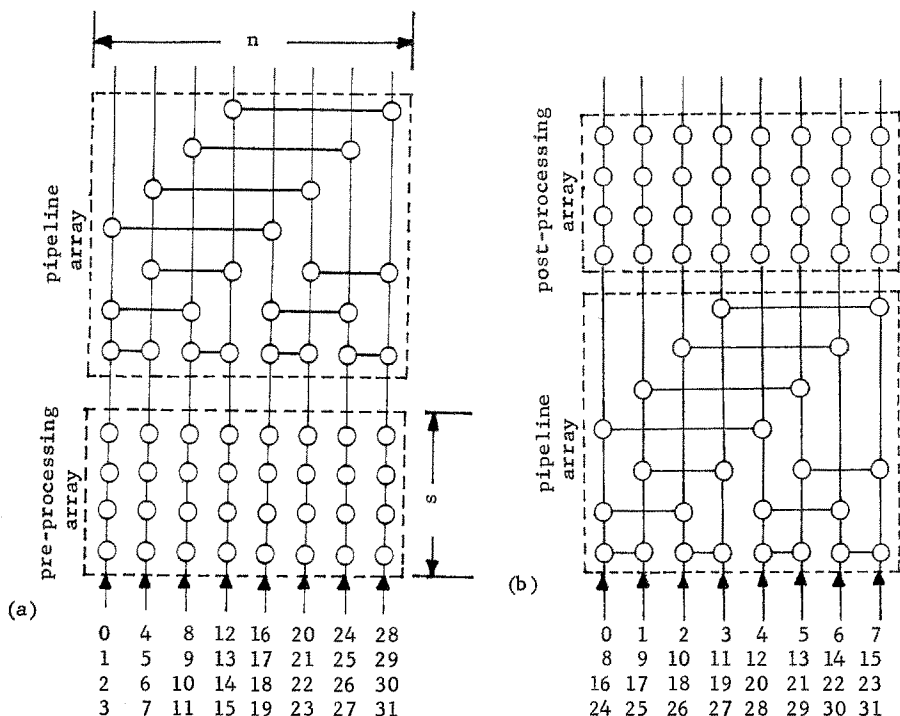 n
pipeline
array
pre-processing
array
s
(a)
0 4 8 12 16 20 24 28
1 5 9 13 17 21 25 29
2 6 10 14 18 22 26 30
3 7 11 15 19 23 27 31
post-processing
array
pipeline
array
(b)
0 1 2 3 4 5 6 7
8 9 10 11 12 13 14 15
16 17 18 19 20 21 22 23
24 25 26 27 28 29 30 31